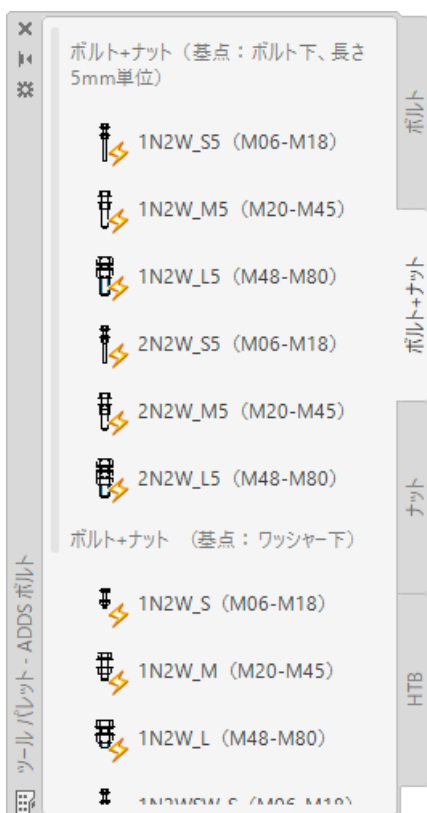 ボルト+ナット（基点：ボルト下、長さ
5mm単位）
1N2W_S5（M06-M18）
1N2W_M5（M20-M45）
1N2W_L5（M48-M80）
2N2W_S5（M06-M18）
2N2W_M5（M20-M45）
2N2W_L5（M48-M80）
ボルト+ナット （基点：ワッシャー下）
1N2W_S（M06-M18）
1N2W_M（M20-M45）
1N2W_L（M48-M80）
1N2WSW_S（M06-M18）
ボルト
ボルト+ナット
ナット
HTB
ツール パレット - ADDS ボルト